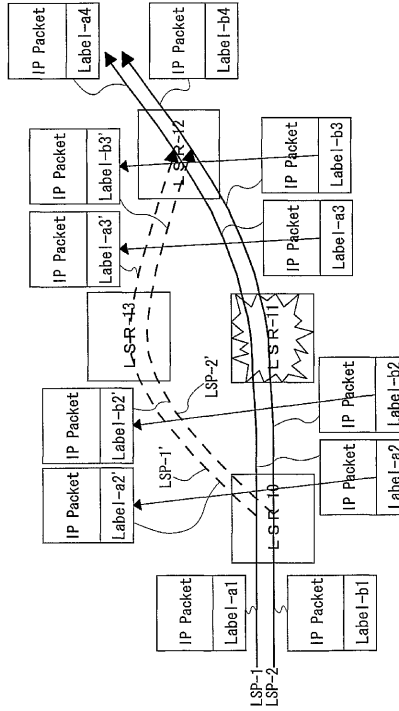 LSP-1
LSP-2
IP Packet
Label-a1
IP Packet
Label-b1
LSR-10
IP Packet
Label-a2'
IP Packet
Label-b2'
LSP-1'
LSP-2'
IP Packet
Label-a2
IP Packet
Label-b2
LSR-13
LSR-11
IP Packet
Label-a3'
IP Packet
Label-b3'
IP Packet
Label-a3
IP Packet
Label-b3
LSR-12
IP Packet
Label-a4
IP Packet
Label-b4